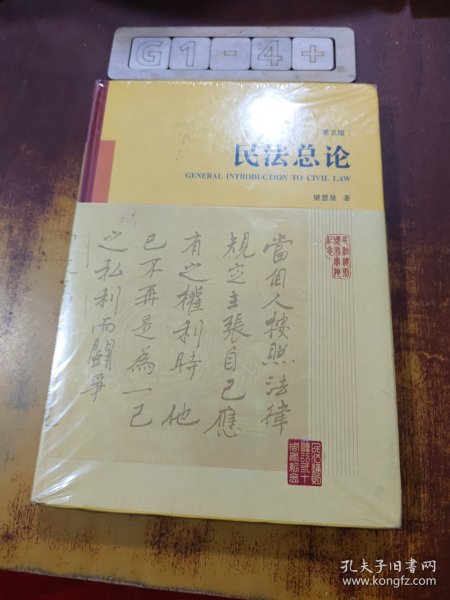 G1-4+
第五版
民法总论
GENERAL INTRODUCTION TO CIVIL LAW
梁慧星 著
當個人按照法律
規定主張自己應
有之權利時 他
已不再是為一己
之私利而鬪爭
孔夫子旧书网
www.kongfz.com